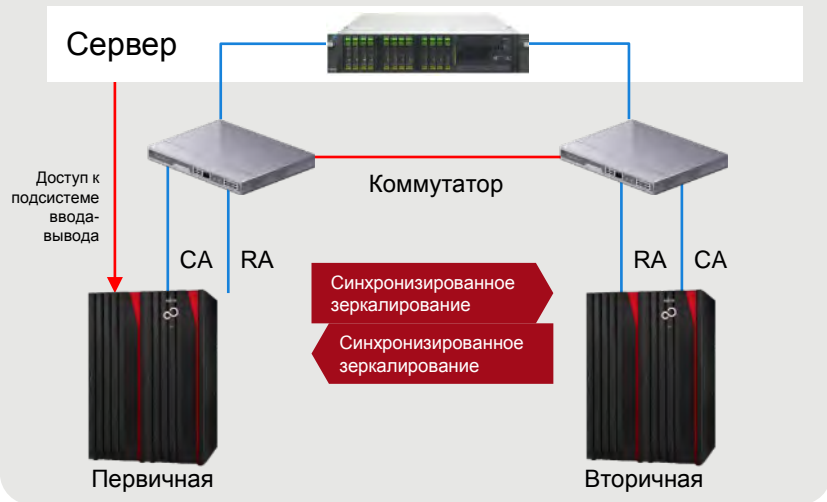 Сервер
Доступ к
подсистеме
ввода-
вывода
Коммутатор
CA
RA
RA
CA
Синхронизированное
зеркалирование
Синхронизированное
зеркалирование
Первичная
Вторичная